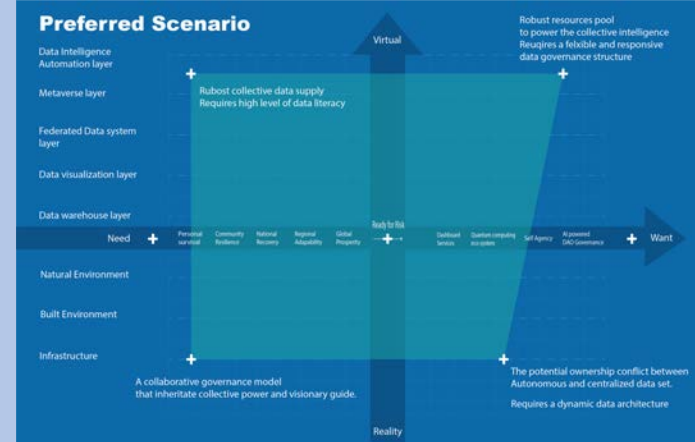 Preferred Scenario
Virtual
Robust resources pool
to power the collective intelligence
Reuqires a felxible and responsive
data governance structure
Data Intelligence
Automation layer
Metaverse layer
Rubost collective data supply
Requires high level of data literacy
Federated Data system
layer
Data visualization layer
Data warehouse layer
Need
Personal
survival
Community
Resilience
National
Recovery
Regional
Adapability
Global
Prosperity
Ready for Risk
Dashboard
Services
Quantum computing
eco system
Self Agency
AI powered
DAO Governance
Want
Natural Environment
Built Environment
Infrastructure
A collaborative governance model
that inheritate collective power and visionary guide.
The potential ownership conflict between
Autonomous and centralized data set.
Requires a dynamic data architecture
Reality